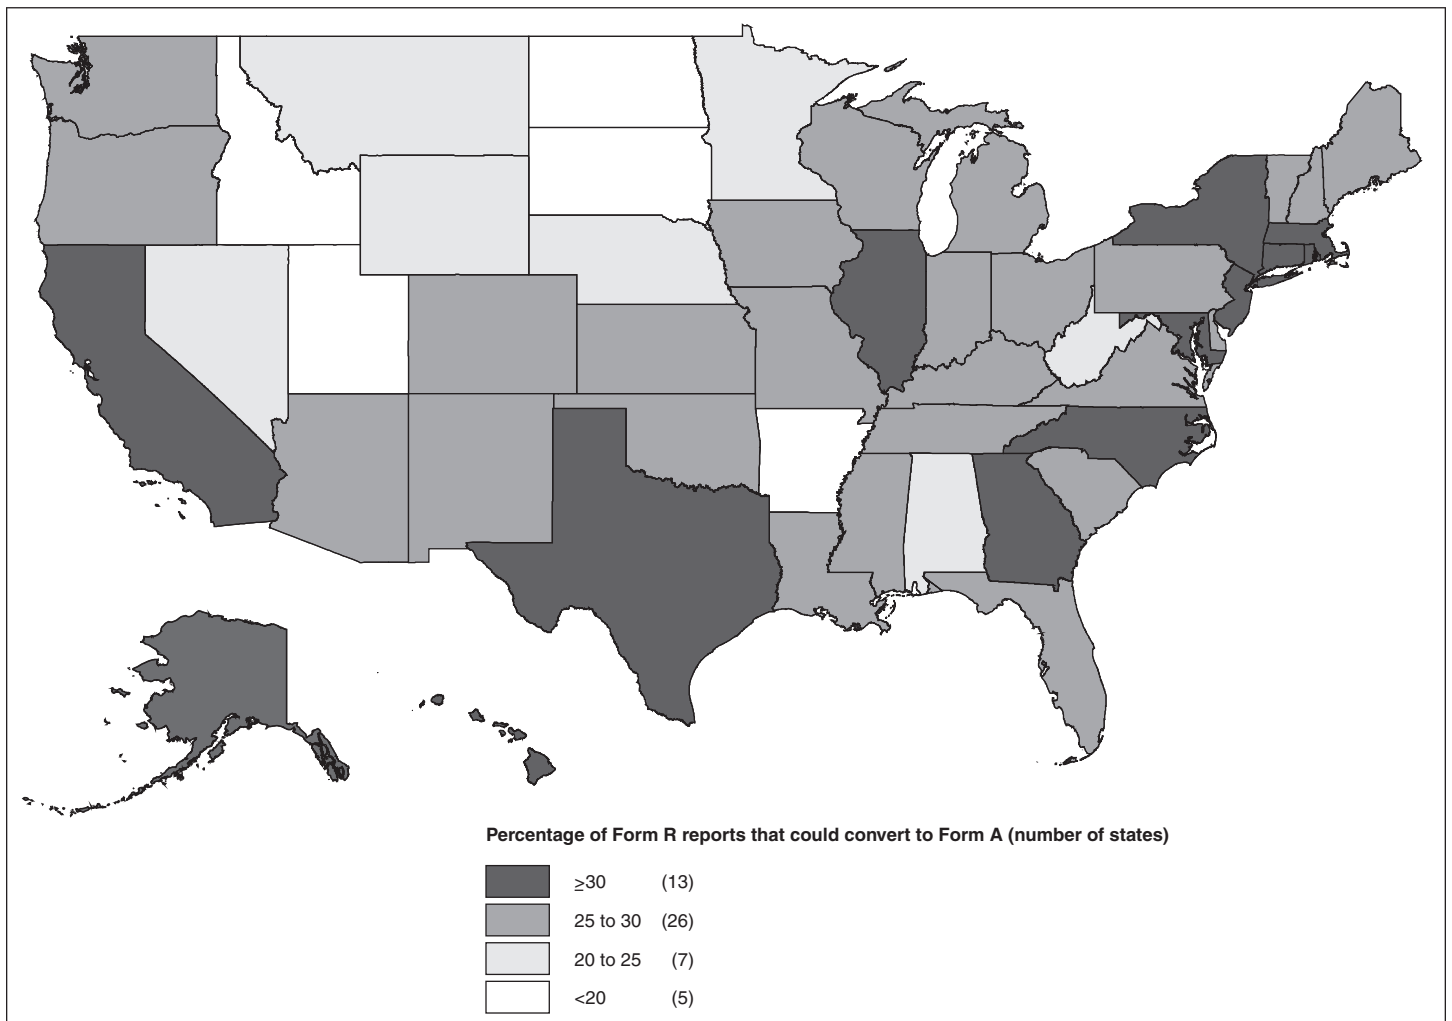 Percentage of Form R reports that could convert to Form A (number of states)
≥30 (13)
25 to 30 (26)
20 to 25 (7)
<20 (5)